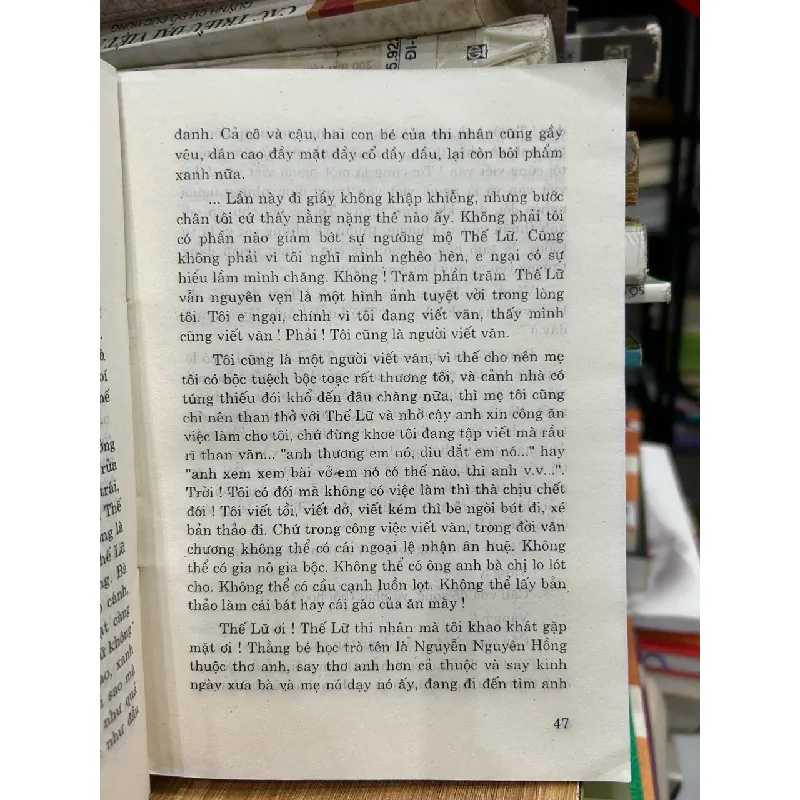 QUỲNH CƯ-ĐỖ ĐỨC HÙNG
CÁC TRIỀU ĐẠI VIỆT
5.92
ĐI-
danh. Cả cô và cậu, hai con bé của thi nhân cũng gầy
yêu, dán cao đầy mặt đầy cổ đầy đầu, lại còn bôi phẩm
xanh nữa.
... Lần này đi giầy không khập khiễng, nhưng bước
chân tôi cứ thấy nằng nặng thế nào ấy. Không phải tôi
có phần nào giảm bớt sự ngưỡng mộ Thế Lữ. Cũng
không phải vì tôi nghĩ mình nghèo hèn, e ngại có sự
hiểu lầm mình chăng. Không ! Trăm phần trăm Thế Lữ
vẫn nguyên vẹn là một hình ảnh tuyệt vời trong lòng
tôi. Tôi e ngại, chính vì tôi đang viết văn, thấy mình
cũng viết văn ! Phải ! Tôi cũng là người viết văn.
Tôi cũng là một người viết văn, vì thế cho nên mẹ
tôi có bộc tuệch bộc toạc rất thương tôi, và cảnh nhà có
túng thiếu đói khổ đến đâu chăng nữa, thì mẹ tôi cũng
chỉ nên than thở với Thế Lữ và nhờ cậy anh xin công ăn
việc làm cho tôi, chứ đừng khoe tôi đang tập viết mà rầu
rĩ than vãn... "anh thương em nó, dìu dắt em nó..." hay
"anh xem xem bài vở em nó có thế nào, thì anh v.v...".
Trời ! Tôi có đói mà không có việc làm thì thà chịu chết
đói ! Tôi viết tồi, viết dở, viết kém thì bẻ ngòi bút đi, xé
bản thảo đi. Chứ trong công việc viết văn, trong đời văn
chương không thể có cái ngoại lệ nhận ân huệ. Không
thể có gia nô gia bộc. Không thể có ông anh bà chị lo lót
cho. Không thể có cầu cạnh luồn lọt. Không thể lấy bản
thảo làm cái bát hay cái gáo của ăn mày !
Thế Lữ ơi ! Thế Lữ thi nhân mà tôi khao khát gặp
mặt ơi ! Thằng bé học trò tên là Nguyễn Nguyên Hồng
thuộc thơ anh, say thơ anh hơn cả thuộc và say kinh
ngày xưa bà và mẹ nó dạy nó ấy, đang đi đến tìm anh
47